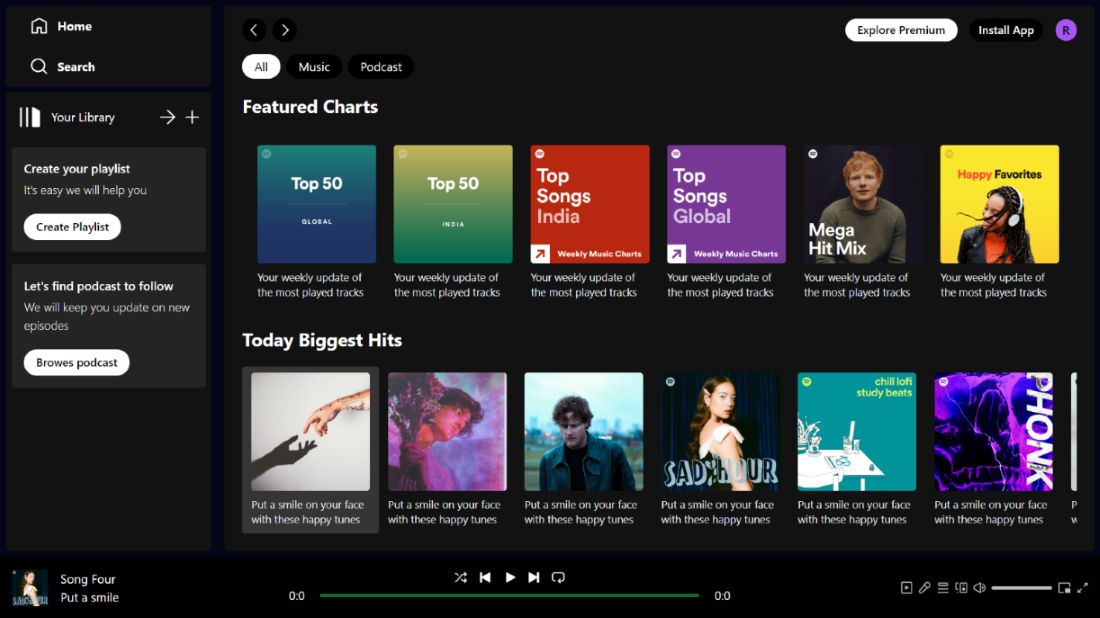 Home
Search
Your Library
Create your playlist
It's easy we will help you
Create Playlist
Let's find podcast to follow
We will keep you update on new
episodes
Browes podcast
Explore Premium
Install App
R
All
Music
Podcast
Featured Charts
Top 50
GLOBAL
Your weekly update of
the most played tracks
Top 50
INDIA
Your weekly update of
the most played tracks
Top
Songs
India
Weekly Music Charts
Your weekly update of
the most played tracks
Top
Songs
Global
Weekly Music Charts
Your weekly update of
the most played tracks
Mega
Hit Mix
Your weekly update of
the most played tracks
Happy Favorites
Your weekly update of
the most played tracks
Today Biggest Hits
Put a smile on your face
with these happy tunes
Put a smile on your face
with these happy tunes
Put a smile on your face
with these happy tunes
SAD HOUR
Put a smile on your face
with these happy tunes
chill lofi
study beats
Put a smile on your face
with these happy tunes
PHONK
Put a smile on your face
with these happy tunes
Song Four
Put a smile
0:0
0:0